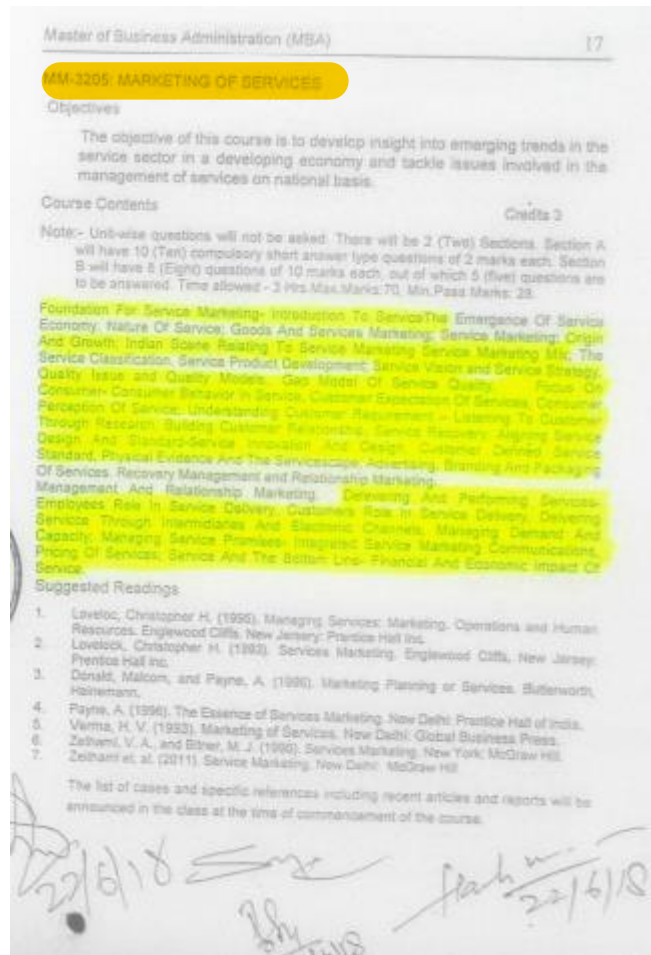 Master of Business Administration (MBA) 17
MM-3205: MARKETING OF SERVICES
Objectives
The objective of this course is to develop insight into emerging trends in the
service sector in a developing economy and tackle issues involved in the
management of services on national basis.
Course Contents Credits 3
Note:- Unit-wise questions will not be asked. There will be 2 (Two) Sections. Section A
will have 10 (Ten) compulsory short answer type questions of 2 marks each. Section
B will have 8 (Eight) questions of 10 marks each, out of which 5 (five) questions are
to be answered. Time allowed - 3 Hrs.Max.Marks:70, Min.Pass Marks: 28.
Foundation For Service Marketing- Introduction To ServiceThe Emergence Of Service
Economy, Nature Of Service; Goods And Services Marketing; Service Marketing: Origin
And Growth; Indian Scene Relating To Service Marketing Service Marketing Mix; The
Service Classification, Service Product Development; Service Vision and Service Strategy,
Quality Issue and Quality Models, Gap Model Of Service Quality. Focus On
Consumer- Consumer Behavior in Service, Customer Expectation Of Services, Consumer
Perception Of Service; Understanding Customer Requirement – Listening To Customer
Through Research, Building Customer Relationship, Service Recovery; Aligning Service
Design And Standard-Service Innovation And Design, Customer Defined Service
Standard, Physical Evidence And The Servicescape, Advertising, Branding And Packaging
Of Services. Recovery Management and Relationship Marketing.
Management And Relationship Marketing. Delevering And Performing Services-
Employees Role In Service Delivery, Customers Role In Service Delivery, Delivering
Services Through Intermidiaries And Electronic Channels, Managing Demand And
Capacity; Managing Service Promises- Integrated Service Marketing Communications,
Pricing Of Services; Service And The Bottom Line- Financial And Economic Impact Of
Service.
Suggested Readings
1. Loveloc, Christopher H. (1995). Managing Services: Marketing, Operations and Human
Resources. Englewood Cliffs, New Jersey: Prentice Hall Inc.
2. Lovelock, Christopher H. (1993). Services Marketing. Englewood Cliffs, New Jersey:
Prentice Hall Inc.
3. Donald, Malcom, and Payne, A. (1996). Marketing Planning or Services. Butterworth,
Heinemann.
4. Payne, A. (1996). The Essence of Services Marketing. New Delhi: Prentice Hall of India.
5. Verma, H. V. (1993). Marketing of Services. New Delhi: Global Business Press.
6. Zeithaml, V. A., and Bitner, M. J. (1996). Services Marketing. New York: McGraw Hill.
7. Zeithaml et. al. (2011). Service Marketing. New Delhi: McGraw Hill
The list of cases and specific references including recent articles and reports will be
announced in the class at the time of commencement of the course.
22/6/18
22/6/18